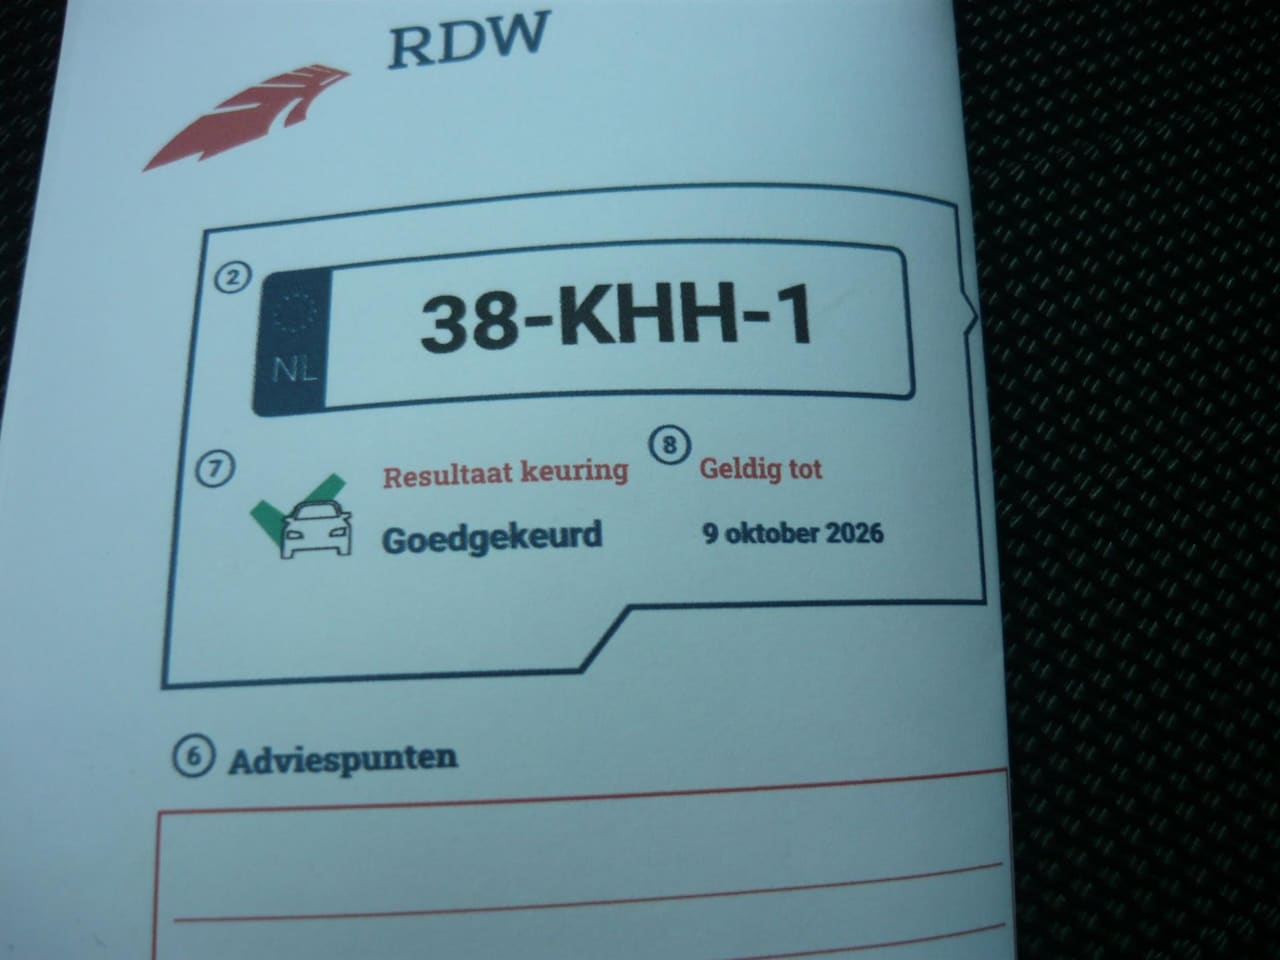 RDW
2
NL
38-KHH-1
7
Resultaat keuring
8
Geldig tot
Goedgekeurd
9 oktober 2026
6 Adviespunten